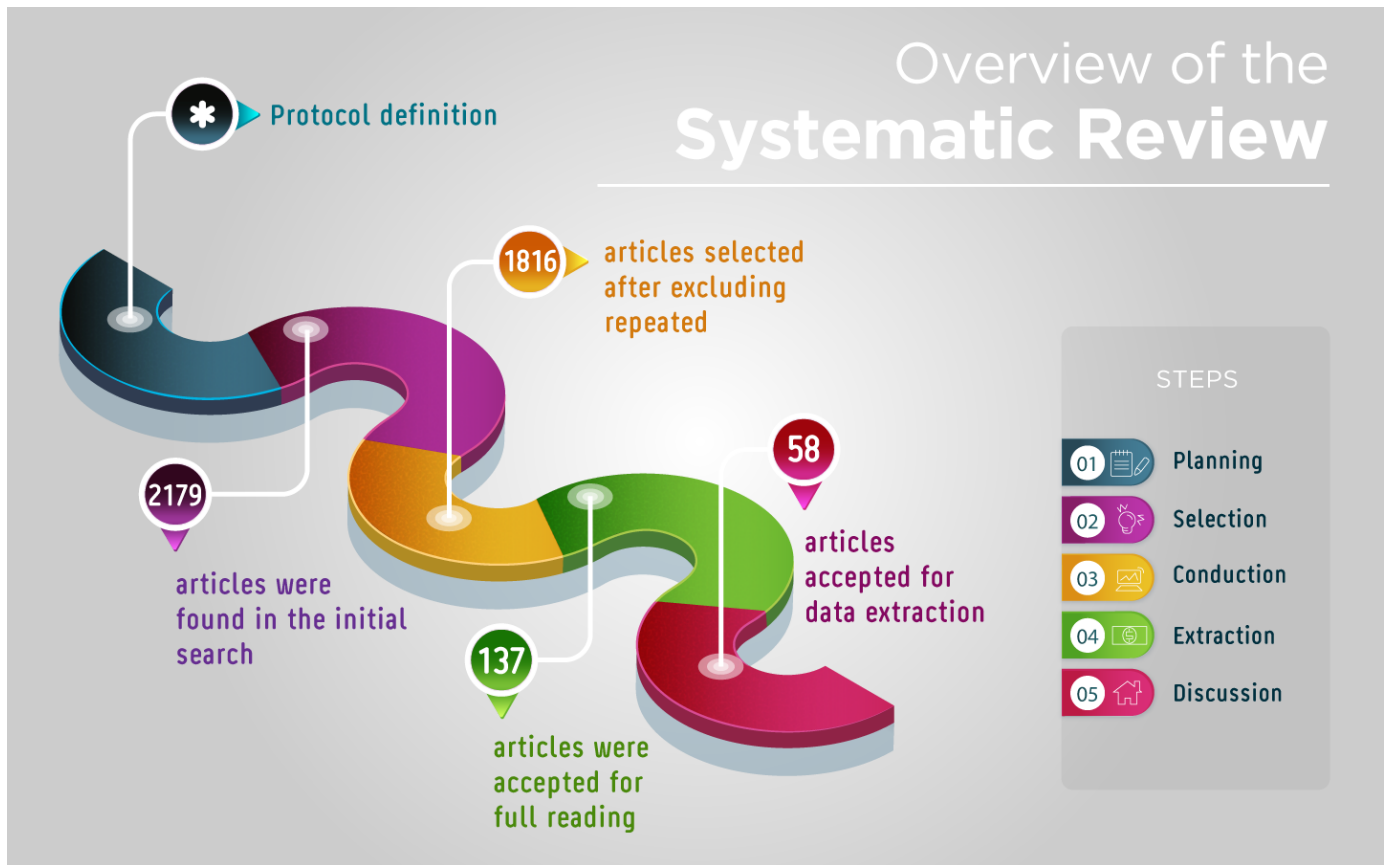 Overview of the
Systematic Review
*
Protocol definition
1816
articles selected
after excluding
repeated
2179
articles were
found in the initial
search
58
articles
accepted for
data extraction
137
articles were
accepted for
full reading
STEPS
01 Planning
02 Selection
03 Conduction
04 Extraction
05 Discussion